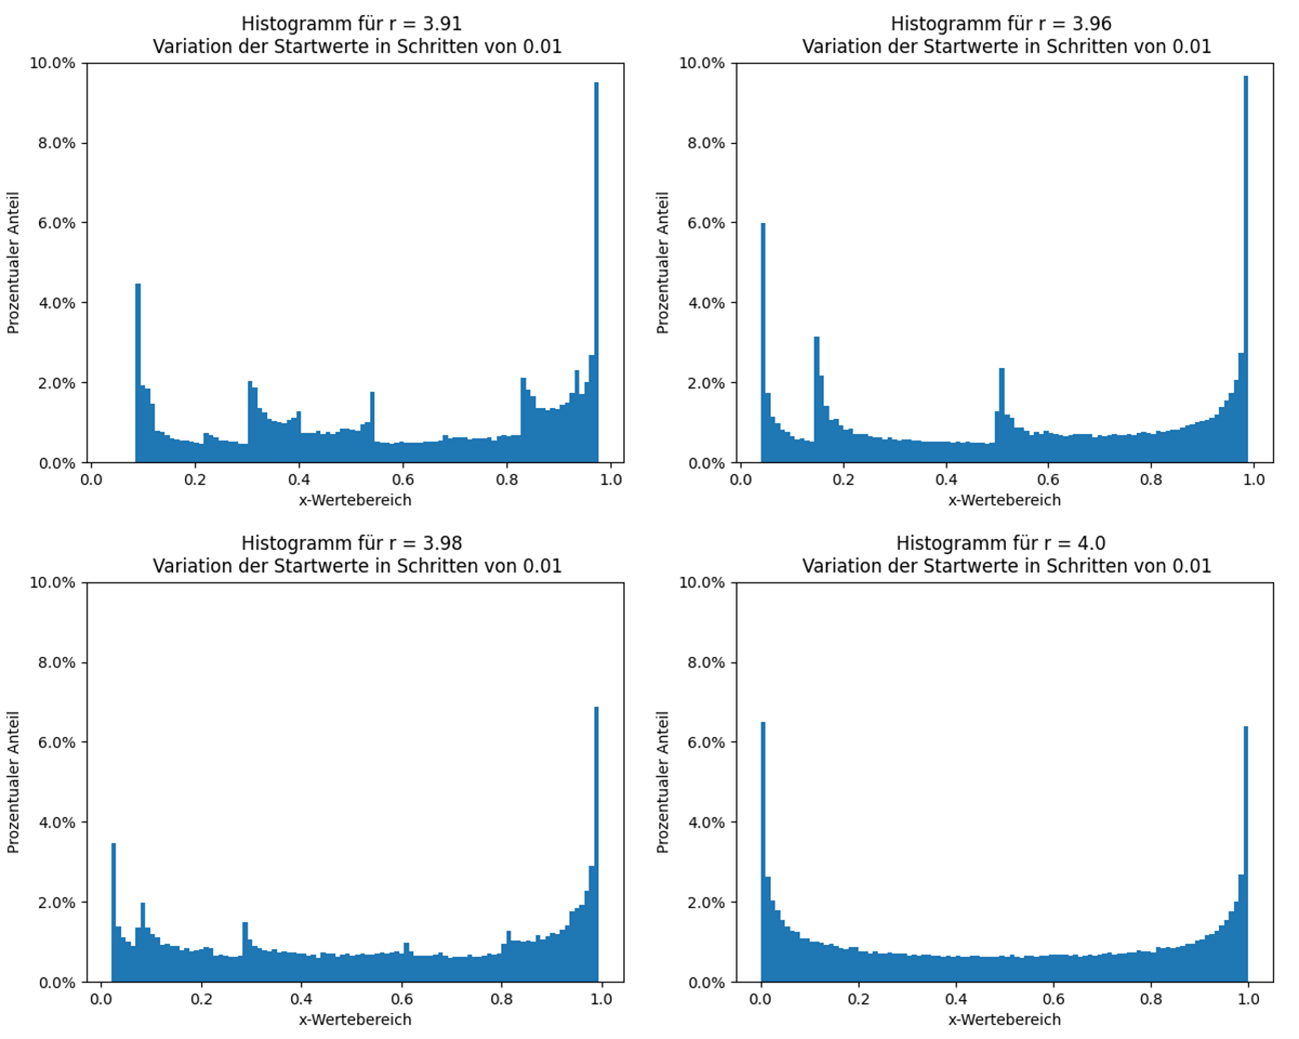 Histogramm für r = 3.91
Variation der Startwerte in Schritten von 0.01
10.0%
8.0%
6.0%
4.0%
2.0%
0.0%
Prozentualer Anteil
0.0 0.2 0.4 0.6 0.8 1.0
x-Wertebereich
Histogramm für r = 3.96
Variation der Startwerte in Schritten von 0.01
10.0%
8.0%
6.0%
4.0%
2.0%
0.0%
Prozentualer Anteil
0.0 0.2 0.4 0.6 0.8 1.0
x-Wertebereich
Histogramm für r = 3.98
Variation der Startwerte in Schritten von 0.01
10.0%
8.0%
6.0%
4.0%
2.0%
0.0%
Prozentualer Anteil
0.0 0.2 0.4 0.6 0.8 1.0
x-Wertebereich
Histogramm für r = 4.0
Variation der Startwerte in Schritten von 0.01
10.0%
8.0%
6.0%
4.0%
2.0%
0.0%
Prozentualer Anteil
0.0 0.2 0.4 0.6 0.8 1.0
x-Wertebereich